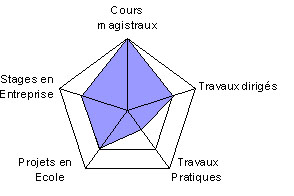 Cours
magistraux
Stages en
Entreprise
Travaux dirigés
Projets en
Ecole
Travaux
Pratiques